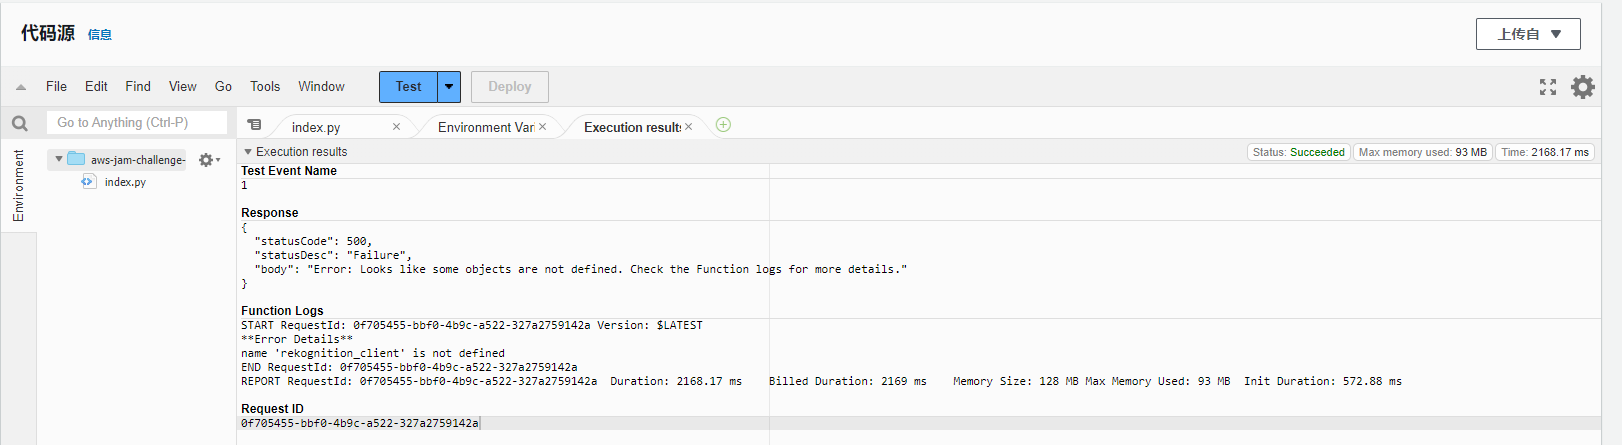 代码源 信息
上传自
File Edit Find View Go Tools Window Test Deploy
Go to Anything (Ctrl-P)
index.py Environment Vari Execution results
Environment
aws-jam-challenge-
index.py
Execution results
Status: Succeeded Max memory used: 93 MB Time: 2168.17 ms
Test Event Name
1
Response
{
"statusCode": 500,
"statusDesc": "Failure",
"body": "Error: Looks like some objects are not defined. Check the Function logs for more details."
}
Function Logs
START RequestId: 0f705455-bbf0-4b9c-a522-327a2759142a Version: $LATEST
**Error Details**
name 'rekognition_client' is not defined
END RequestId: 0f705455-bbf0-4b9c-a522-327a2759142a
REPORT RequestId: 0f705455-bbf0-4b9c-a522-327a2759142a Duration: 2168.17 ms Billed Duration: 2169 ms Memory Size: 128 MB Max Memory Used: 93 MB Init Duration: 572.88 ms
Request ID
0f705455-bbf0-4b9c-a522-327a2759142a